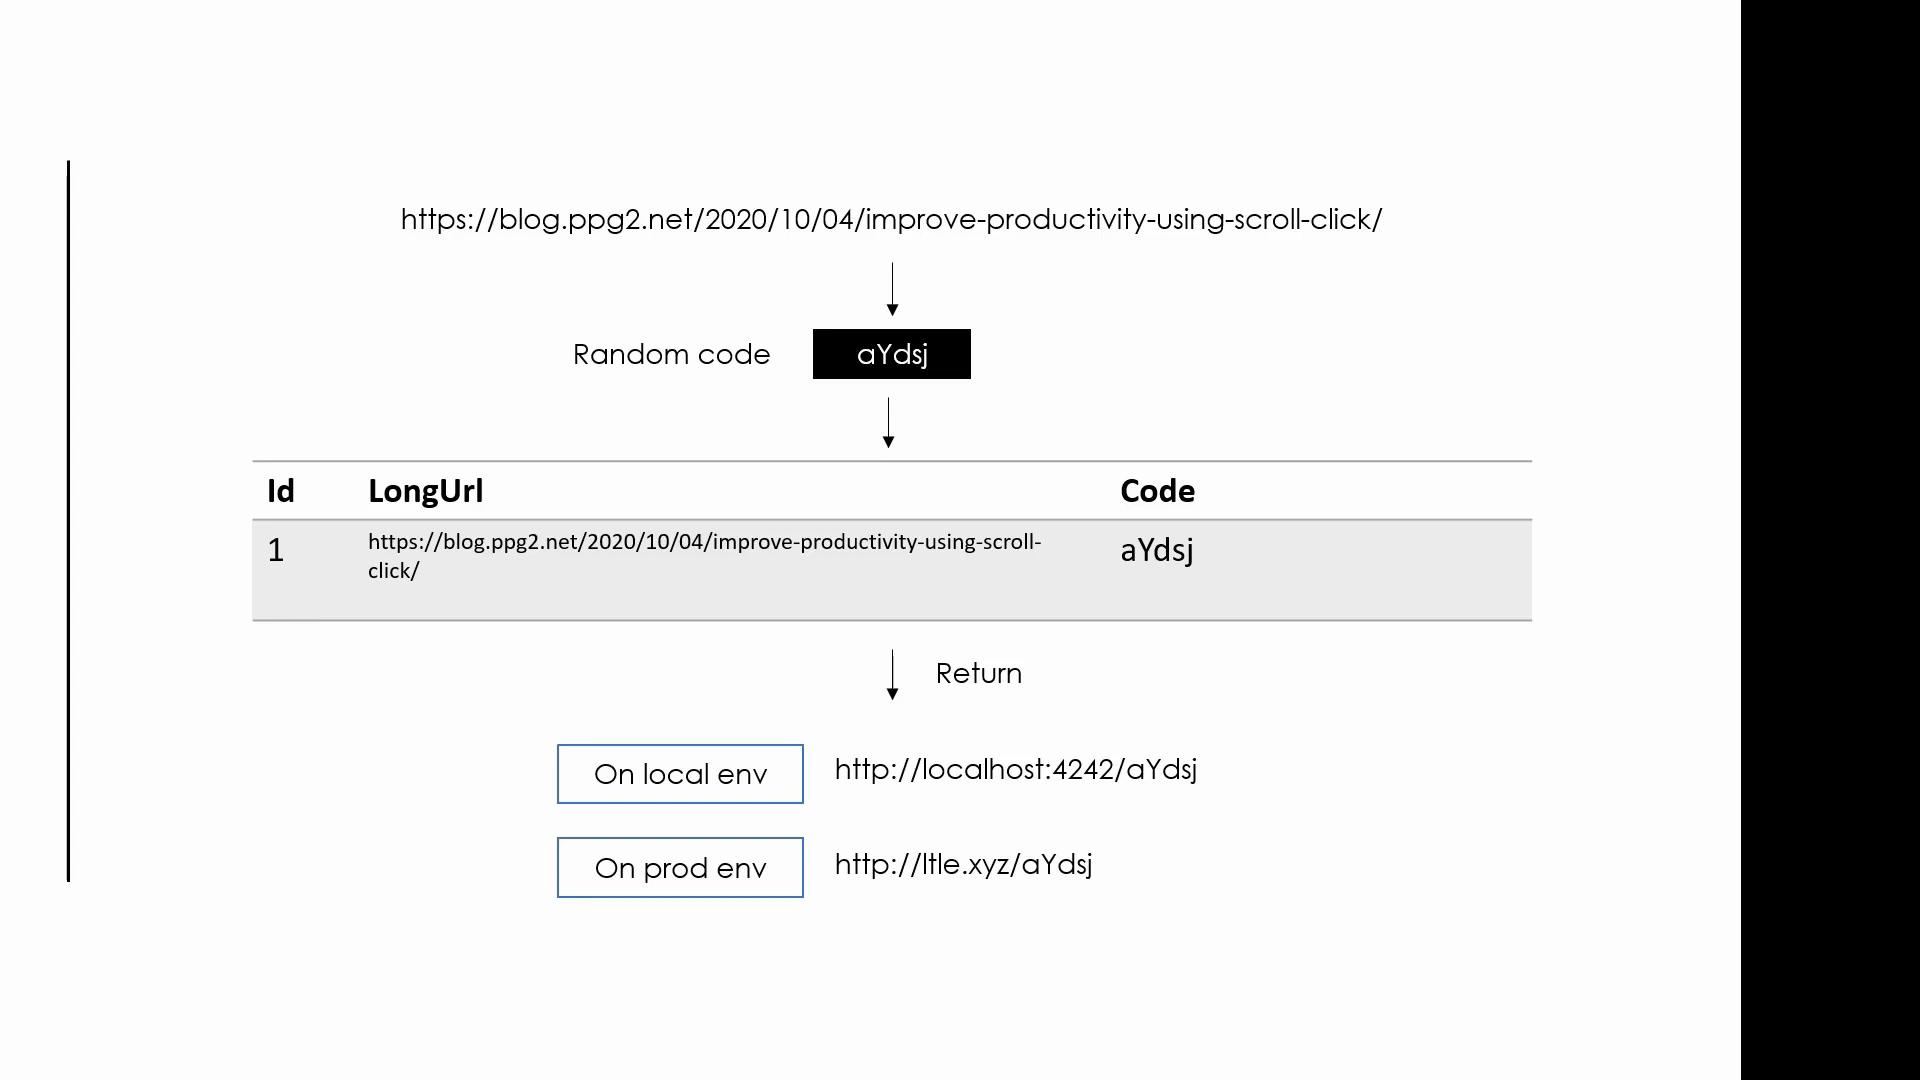 https://blog.ppg2.net/2020/10/04/improve-productivity-using-scroll-click/
Random code
aYdsj
Id LongUrl Code
1 https://blog.ppg2.net/2020/10/04/improve-productivity-using-scroll- aYdsj
click/
Return
On local env http://localhost:4242/aYdsj
On prod env http://ltle.xyz/aYdsj